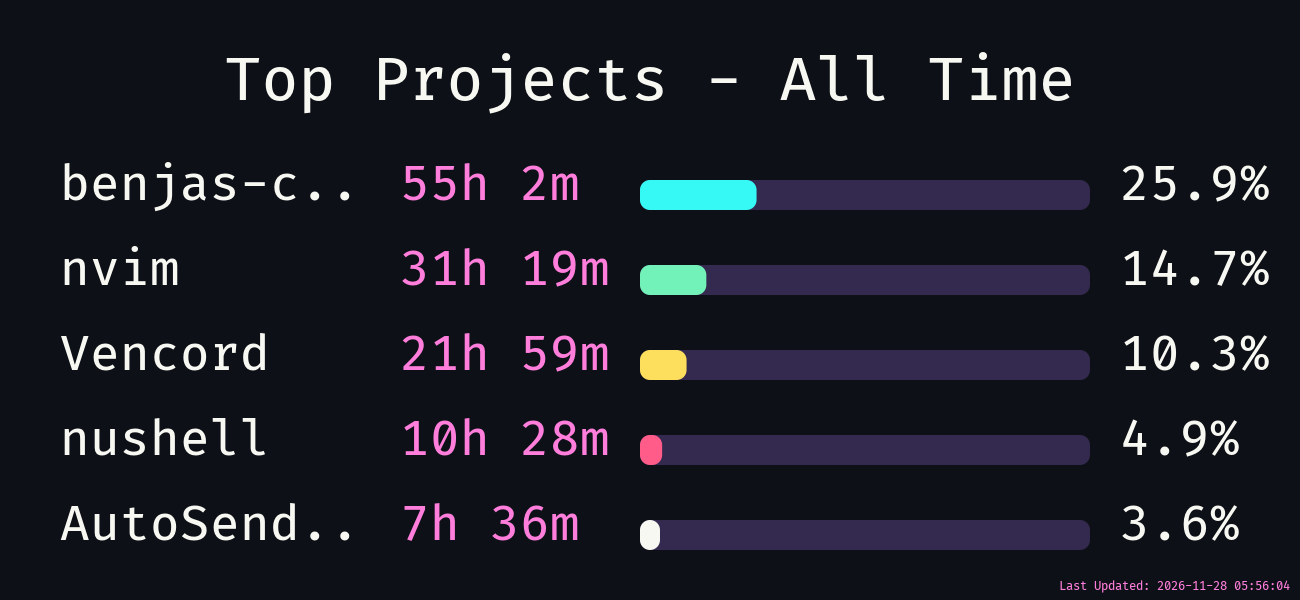 Top Projects - All Time
benjas-c.. 55h 2m 25.9%
nvim 31h 19m 14.7%
Vencord 21h 59m 10.3%
nushell 10h 28m 4.9%
AutoSend.. 7h 36m 3.6%
Last Updated: 2026-11-28 05:56:04